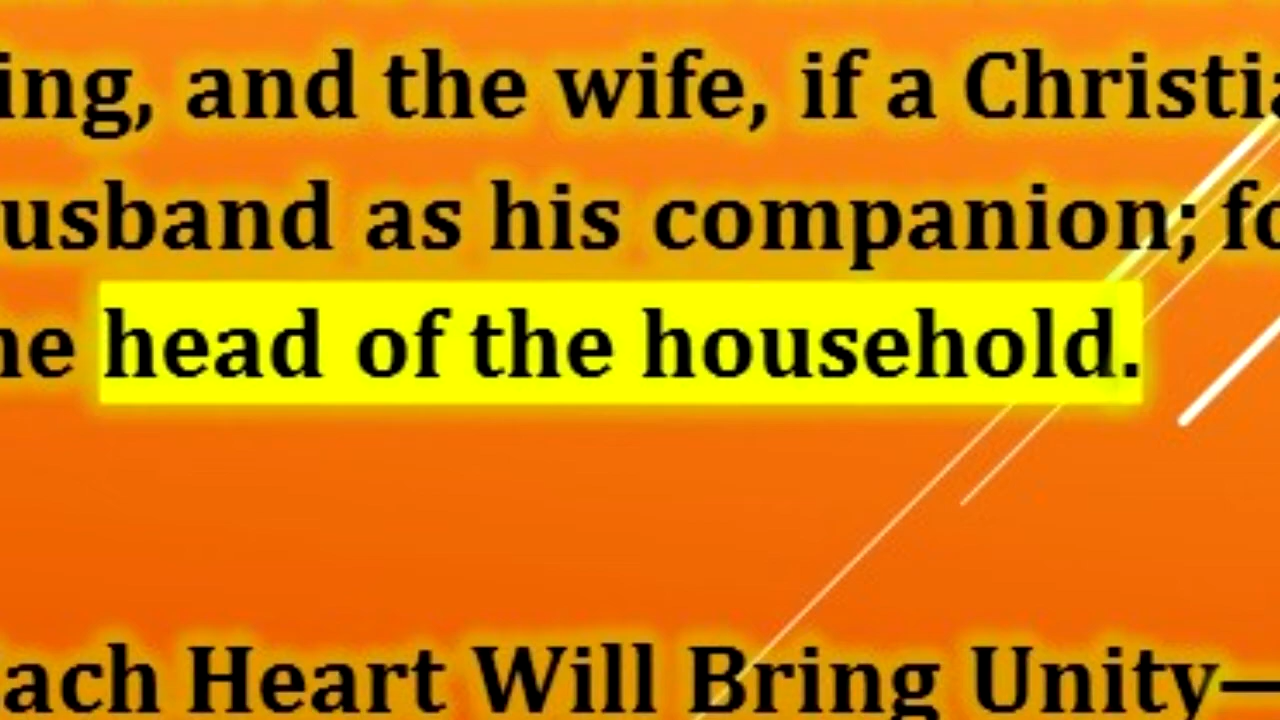 ing, and the wife, if a Christia
usband as his companion; fo
he head of the household.
ach Heart Will Bring Unity—